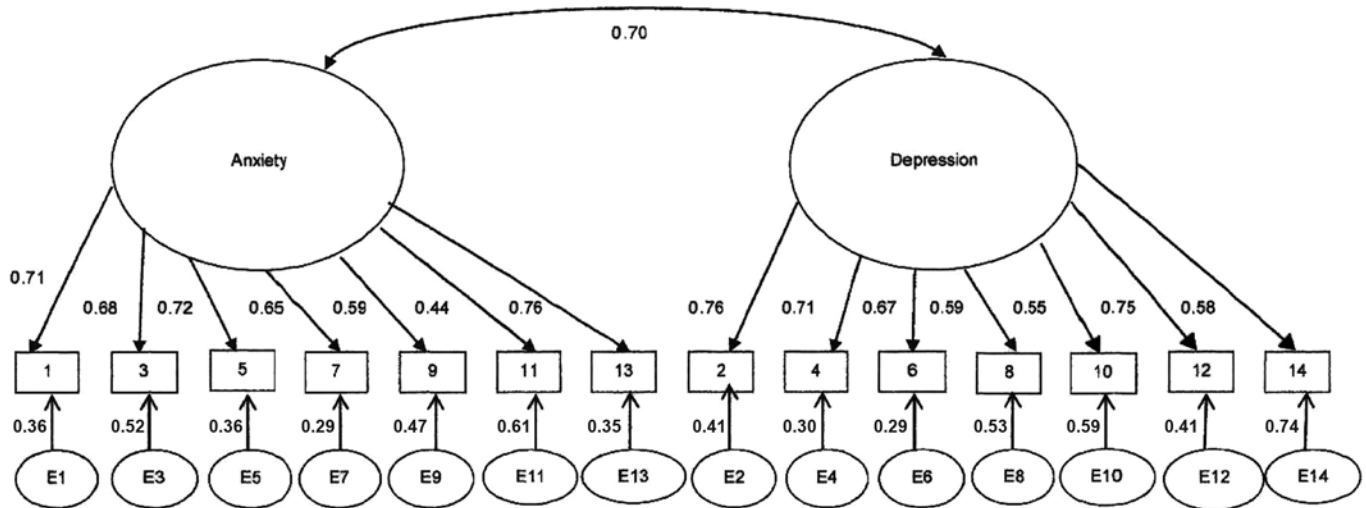 0.70
Anxiety Depression
0.71 0.68 0.72 0.65 0.59 0.44 0.76 0.76 0.71 0.67 0.59 0.55 0.75 0.58
1 3 5 7 9 11 13 2 4 6 8 10 12 14
0.36 0.52 0.36 0.29 0.47 0.61 0.35 0.41 0.30 0.29 0.53 0.59 0.41 0.74
E1 E3 E5 E7 E9 E11 E13 E2 E4 E6 E8 E10 E12 E14